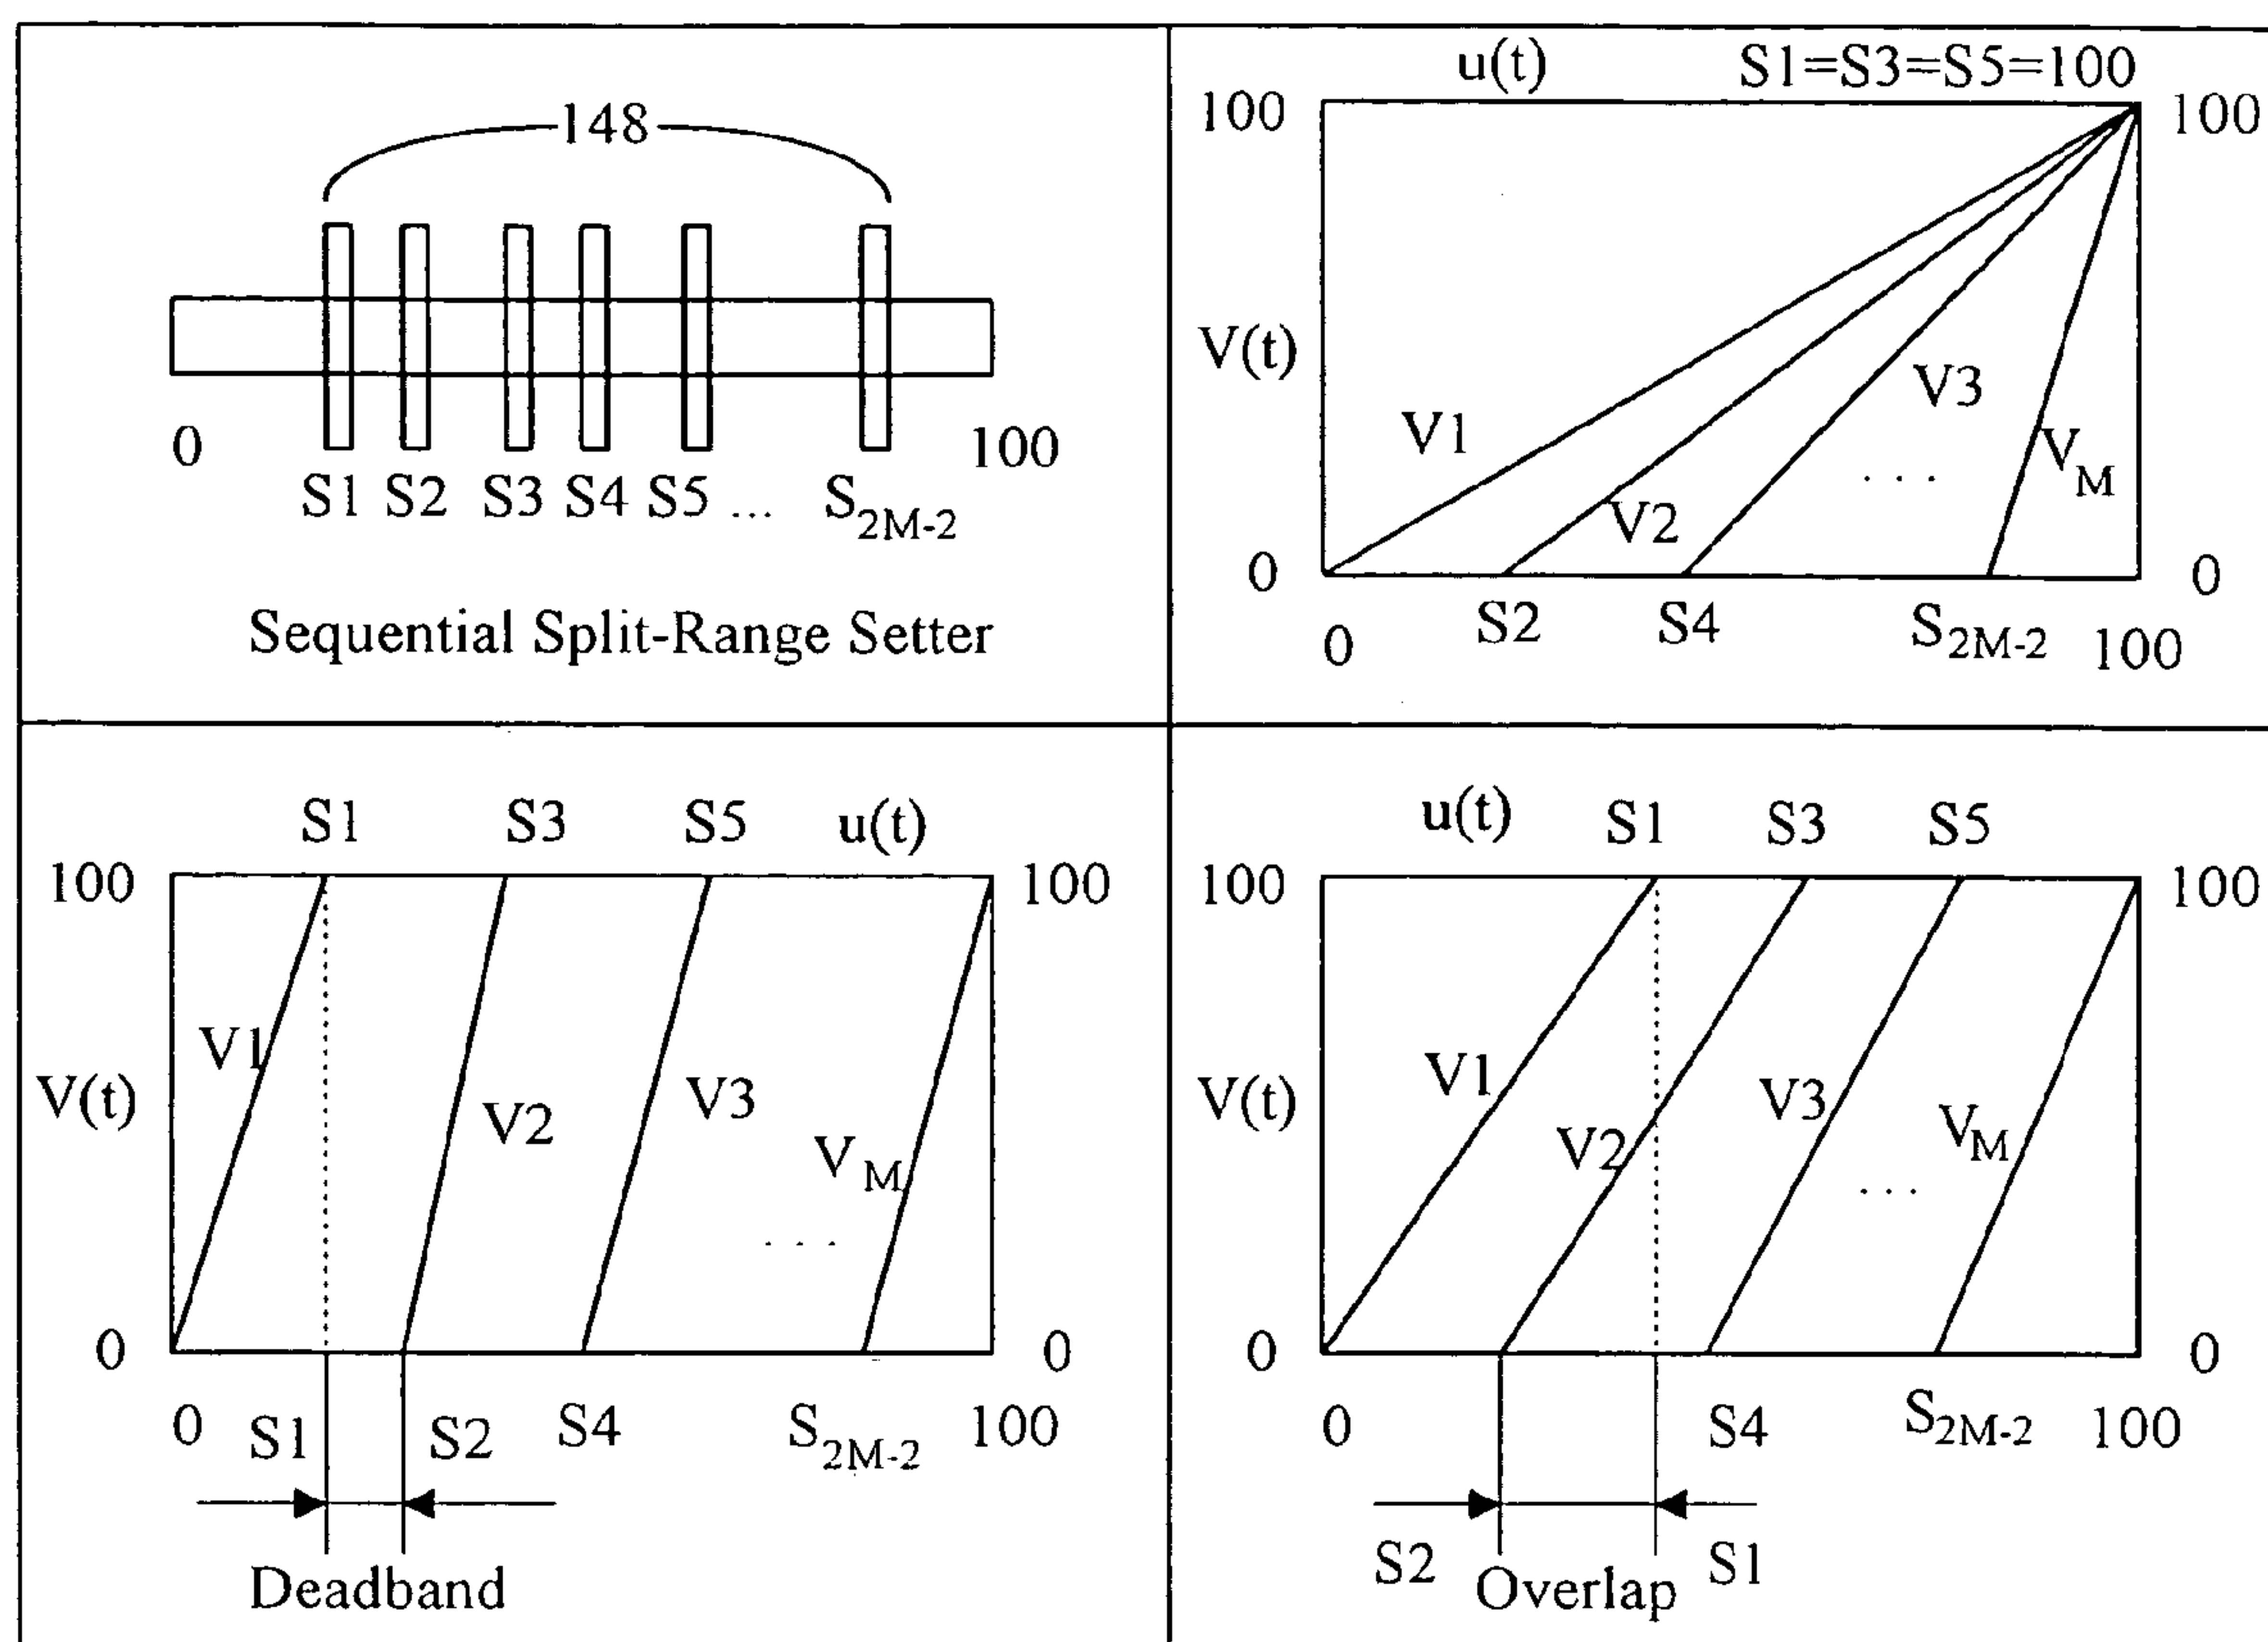 148
0 100
S1 S2 S3 S4 S5 ... S2M-2
Sequential Split-Range Setter
u(t) S1=S3=S5=100
100 100
V(t)
V1 V2 V3 ... VM
0 0
0 S2 S4 S2M-2 100
S1 S3 S5 u(t)
100 100
V(t)
V1 V2 V3 ... VM
0 0
0 S1 S2 S4 S2M-2 100
Deadband
u(t) S1 S3 S5
100 100
V(t)
V1 V2 V3 ... VM
0 0
0 S4 S2M-2 100
S2 Overlap S1